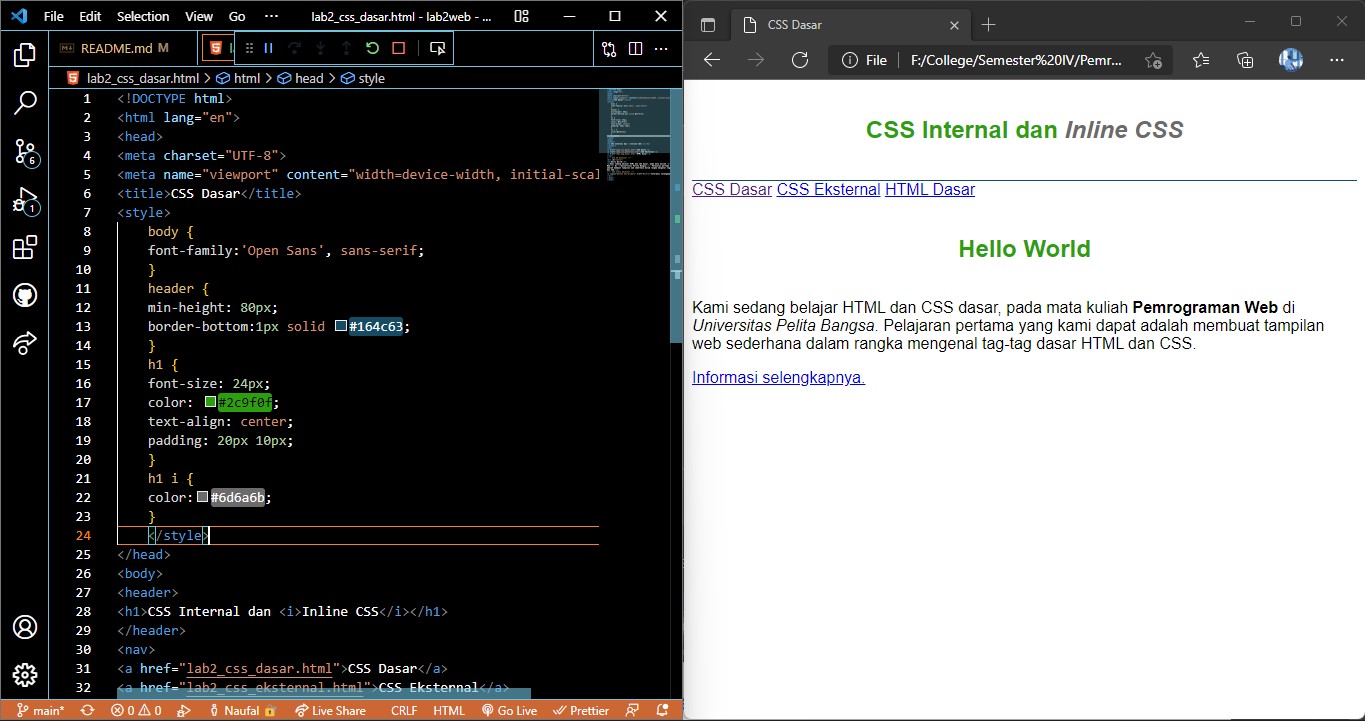 File Edit Selection View Go ··· lab2_css_dasar.html - lab2web - ...
README.md M
lab2_css_dasar.html > html > head > style
1 <!DOCTYPE html>
2 <html lang="en">
3 <head>
4 <meta charset="UTF-8">
5 <meta name="viewport" content="width=device-width, initial-scal
6 <title>CSS Dasar</title>
7 <style>
8 body {
9 font-family:'Open Sans', sans-serif;
10 }
11 header {
12 min-height: 80px;
13 border-bottom:1px solid #164c63;
14 }
15 h1 {
16 font-size: 24px;
17 color: #2c9f0f;
18 text-align: center;
19 padding: 20px 10px;
20 }
21 h1 i {
22 color:#6d6a6b;
23 }
24 </style>
25 </head>
26 <body>
27 <header>
28 <h1>CSS Internal dan <i>Inline CSS</i></h1>
29 </header>
30 <nav>
31 <a href="lab2_css_dasar.html">CSS Dasar</a>
32 <a href="lab2_css_eksternal.html">CSS Eksternal</a>
6
1
main* 0 0 Naufal Live Share CRLF HTML Go Live Prettier
CSS Dasar
File F:/College/Semester%20IV/Pemr...
CSS Internal dan Inline CSS
CSS Dasar CSS Eksternal HTML Dasar
Hello World
Kami sedang belajar HTML dan CSS dasar, pada mata kuliah Pemrograman Web di
Universitas Pelita Bangsa. Pelajaran pertama yang kami dapat adalah membuat tampilan
web sederhana dalam rangka mengenal tag-tag dasar HTML dan CSS.
Informasi selengkapnya.